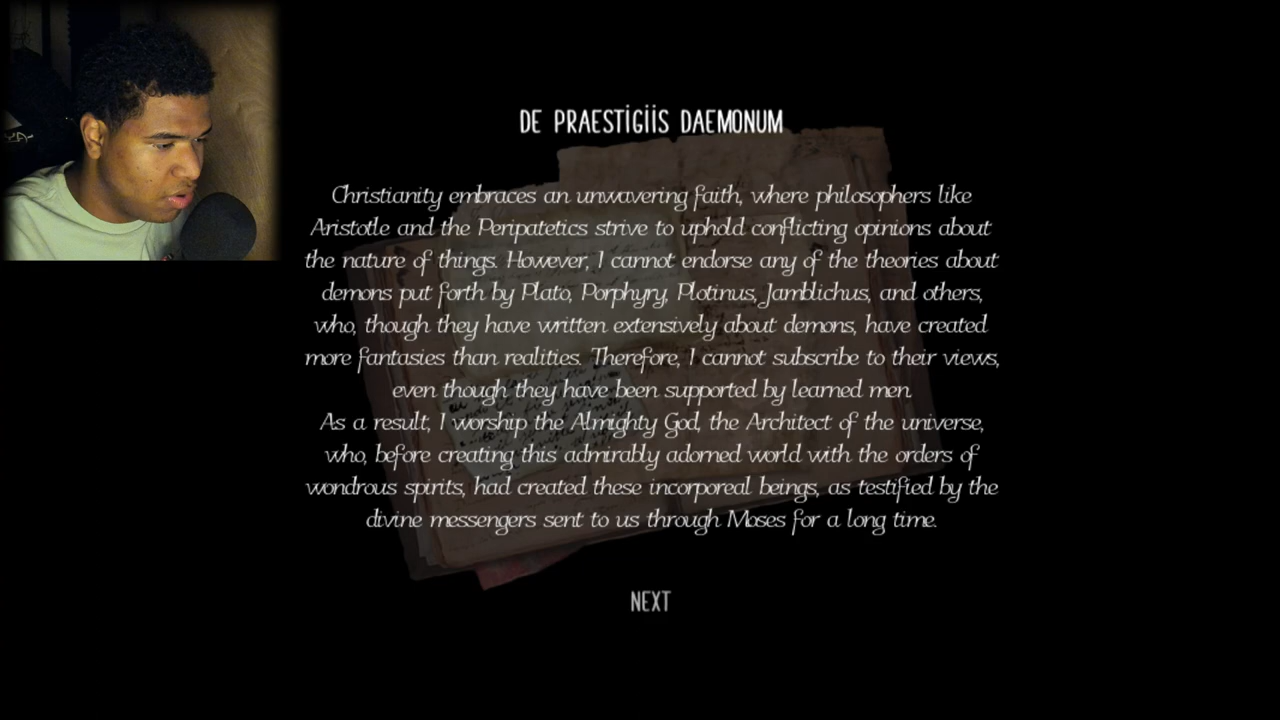 DE PRAESTİGİİS DAEMONUM
Christianity embraces an unwavering faith, where philosophers like
Aristotle and the Peripatetics strive to uphold conflicting opinions about
the nature of things. However, I cannot endorse any of the theories about
demons put forth by Plato, Porphyry, Plotinus, Jamblichus, and others,
who, though they have written extensively about demons, have created
more fantasies than realities. Therefore, I cannot subscribe to their views,
even though they have been supported by learned men.
As a result, I worship the Almighty God, the Architect of the universe,
who, before creating this admirably adorned world with the orders of
wondrous spirits, had created these incorporeal beings, as testified by the
divine messengers sent to us through Moses for a long time.
NEXT